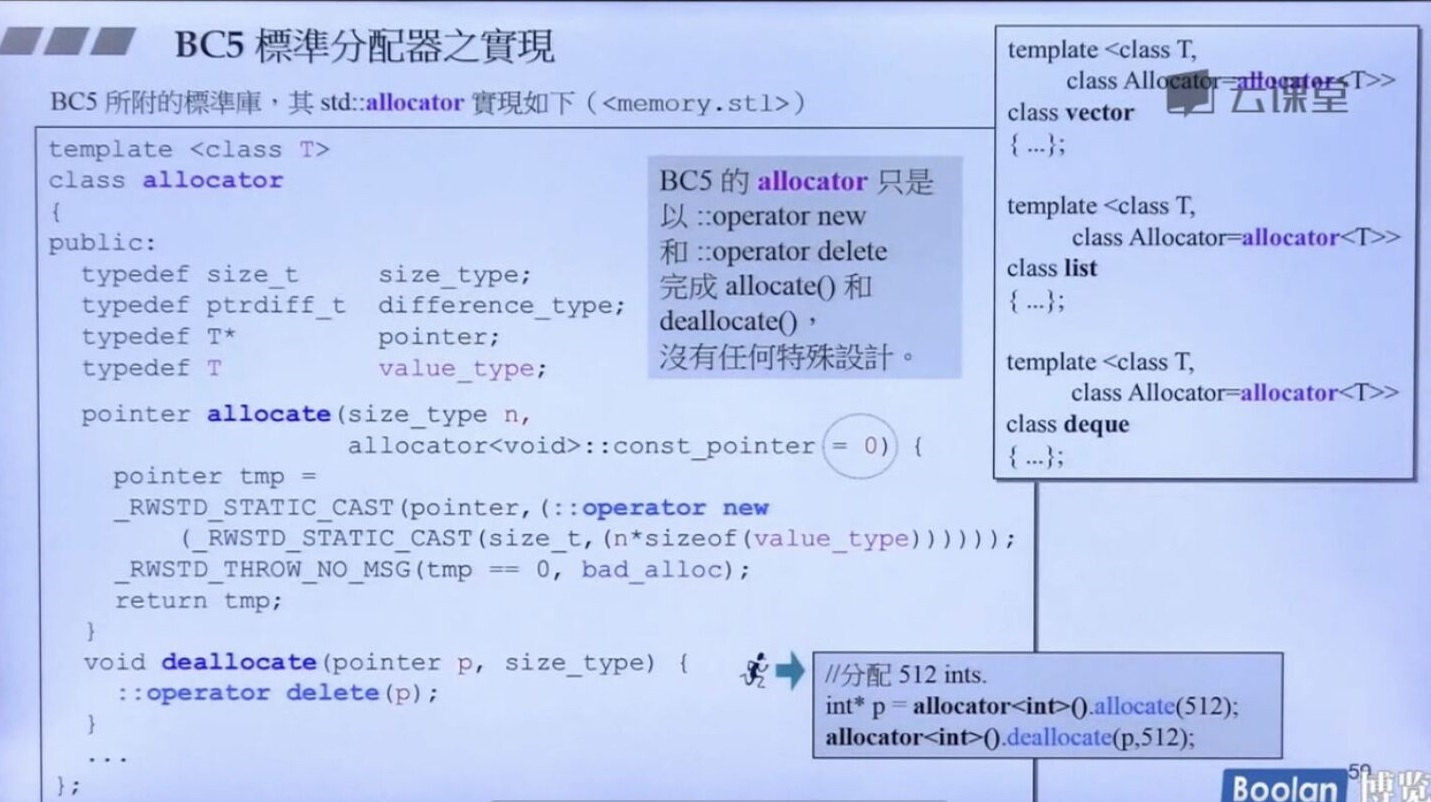 BC5 標準分配器之實現
BC5 所附的標準庫，其 std::allocator 實現如下（<memory.stl>）
template <class T>
class allocator
{
public:
typedef size_t size_type;
typedef ptrdiff_t difference_type;
typedef T* pointer;
typedef T value_type;
pointer allocate(size_type n,
allocator<void>::const_pointer = 0) {
pointer tmp =
_RWSTD_STATIC_CAST(pointer,(::operator new
(_RWSTD_STATIC_CAST(size_t,(n*sizeof(value_type))))));
_RWSTD_THROW_NO_MSG(tmp == 0, bad_alloc);
return tmp;
}
void deallocate(pointer p, size_type) {
::operator delete(p);
}
...
};
BC5 的 allocator 只是
以 ::operator new
和 ::operator delete
完成 allocate() 和
deallocate()，
沒有任何特殊設計。
template <class T,
class Allocator=allocator<T>>
class vector
{ ...};
template <class T,
class Allocator=allocator<T>>
class list
{ ...};
template <class T,
class Allocator=allocator<T>>
class deque
{ ...};
云课堂
//分配 512 ints.
int* p = allocator<int>().allocate(512);
allocator<int>().deallocate(p,512);
59
Boolan 博览